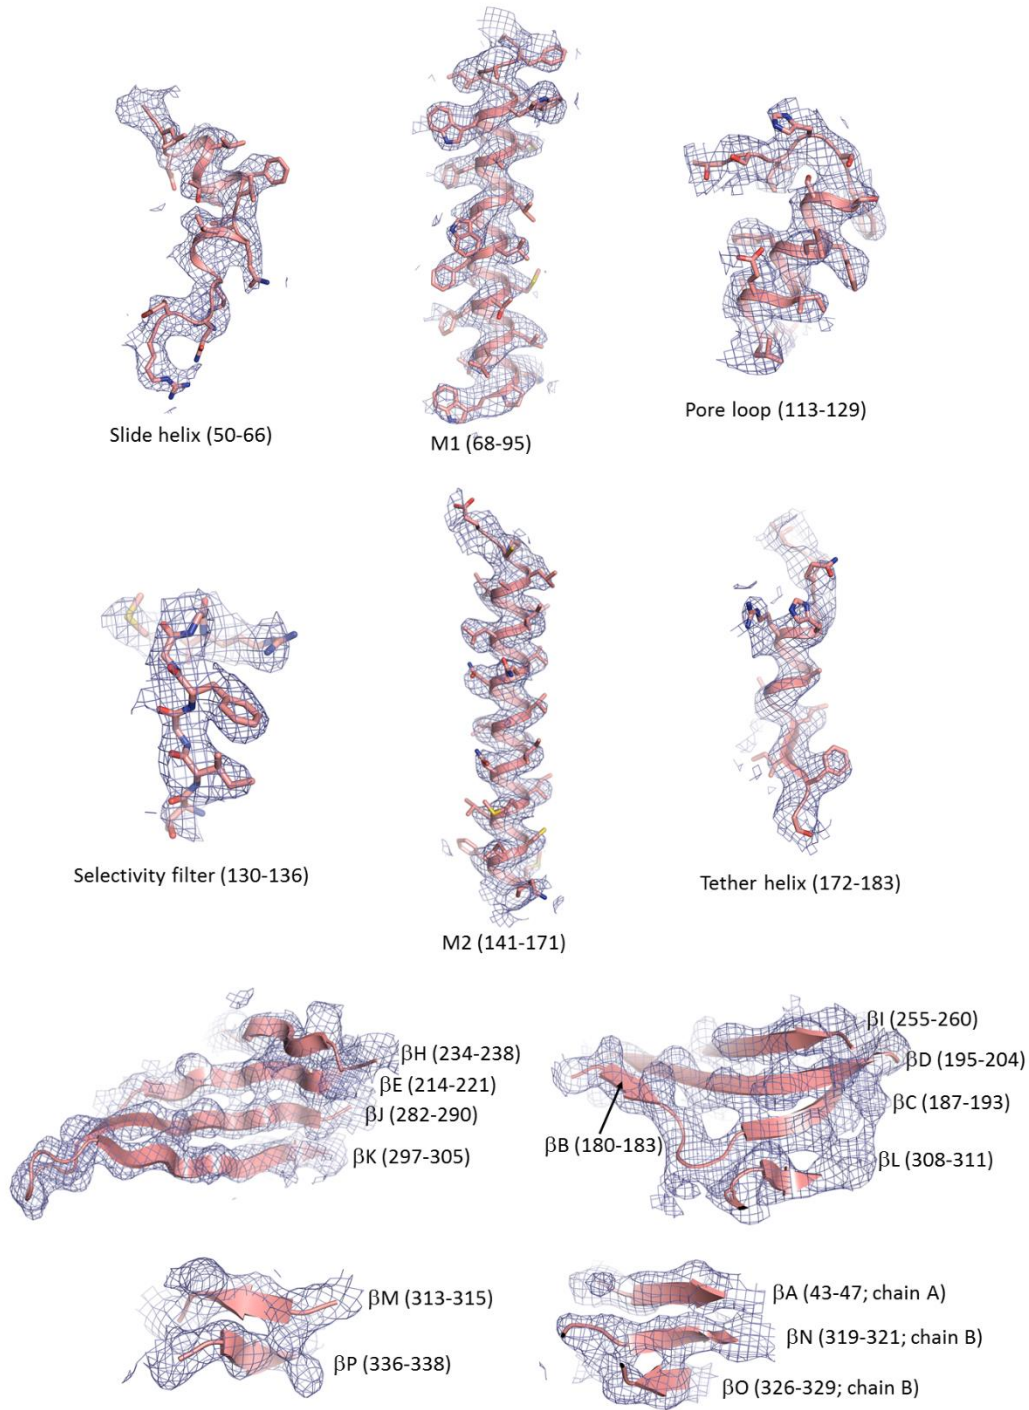 Slide helix (50-66)
M1 (68-95)
Pore loop (113-129)
Selectivity filter (130-136)
M2 (141-171)
Tether helix (172-183)
βH (234-238)
βE (214-221)
βJ (282-290)
βK (297-305)
βI (255-260)
βD (195-204)
βC (187-193)
βB (180-183)
βL (308-311)
βM (313-315)
βP (336-338)
βA (43-47; chain A)
βN (319-321; chain B)
βO (326-329; chain B)